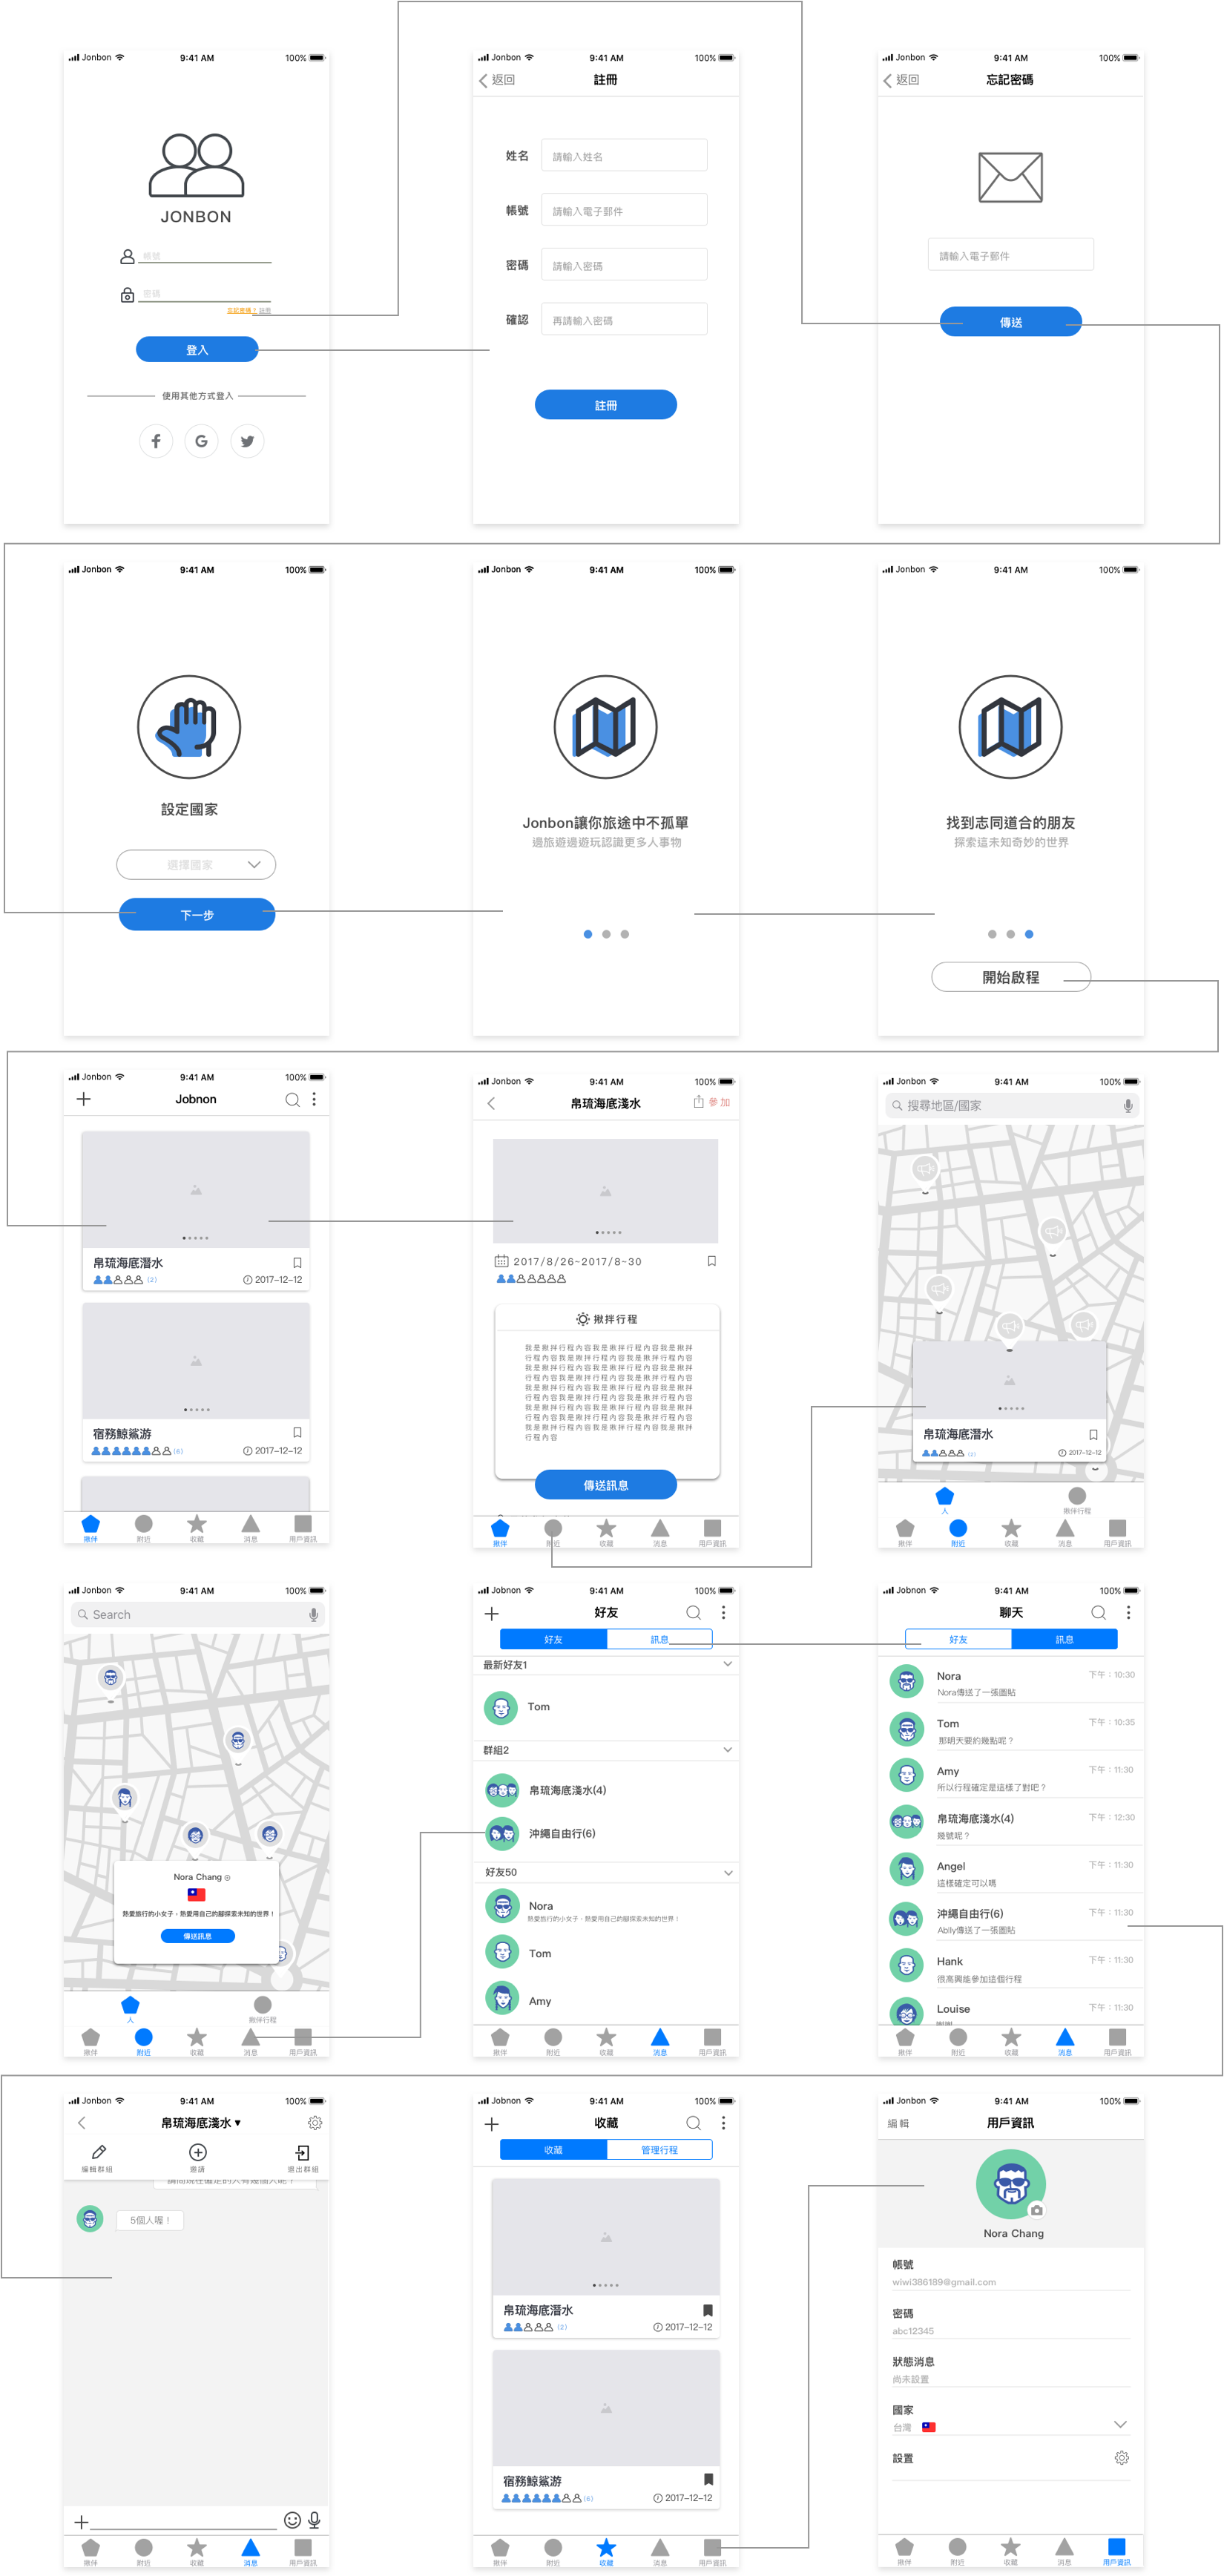 Jonbon 9:41 AM 100%
JONBON
帳號
密碼
忘記密碼？ 註冊
登入
使用其他方式登入
Jonbon 9:41 AM 100%
返回 註冊
姓名 請輸入姓名
帳號 請輸入電子郵件
密碼 請輸入密碼
確認 再請輸入密碼
註冊
Jonbon 9:41 AM 100%
返回 忘記密碼
請輸入電子郵件
傳送
Jonbon 9:41 AM 100%
設定國家
選擇國家
下一步
Jonbon 9:41 AM 100%
Jonbon讓你旅途中不孤單
邊旅遊邊遊玩認識更多人事物
Jonbon 9:41 AM 100%
找到志同道合的朋友
探索這未知奇妙的世界
開始啟程
Jonbon 9:41 AM 100%
Jobnon
帛琉海底潛水
(2) 2017-12-12
宿務鯨鯊游
(6) 2017-12-12
揪伴 附近 收藏 消息 用戶資訊
Jonbon 9:41 AM 100%
帛琉海底淺水 參加
2017/8/26~2017/8~30
揪拌行程
我是揪拌行程內容我是揪拌行程內容我是揪拌
行程內容我是揪拌行程內容我是揪拌行程內容
我是揪拌行程內容我是揪拌行程內容我是揪拌
行程內容我是揪拌行程內容我是揪拌行程內容
我是揪拌行程內容我是揪拌行程內容我是揪拌
行程內容我是揪拌行程內容我是揪拌行程內容
我是揪拌行程內容我是揪拌行程內容我是揪拌
行程內容我是揪拌行程內容我是揪拌行程內容
我是揪拌行程內容我是揪拌行程內容我是揪拌
行程內容
傳送訊息
揪伴 附近 收藏 消息 用戶資訊
Jonbon 9:41 AM 100%
搜尋地區/國家
帛琉海底潛水
(2) 2017-12-12
人 揪伴行程
揪伴 附近 收藏 消息 用戶資訊
Jonbon 9:41 AM 100%
Search
Nora Chang
熱愛旅行的小女子，熱愛用自己的腳探索未知的世界！
傳送訊息
人 揪伴行程
揪伴 附近 收藏 消息 用戶資訊
Jobnon 9:41 AM 100%
好友
好友 訊息
最新好友1
Tom
群組2
帛琉海底淺水(4)
沖繩自由行(6)
好友50
Nora
熱愛旅行的小女子，熱愛用自己的腳探索未知的世界！
Tom
Amy
揪伴 附近 收藏 消息 用戶資訊
Jobnon 9:41 AM 100%
聊天
好友 訊息
Nora 下午：10:30
Nora傳送了一張圖貼
Tom 下午：10:35
那明天要約幾點呢？
Amy 下午：11:30
所以行程確定是這樣了對吧？
帛琉海底淺水(4) 下午：12:30
幾號呢？
Angel 下午：11:30
這樣確定可以嗎
沖繩自由行(6) 下午：11:30
Ablly傳送了一張圖貼
Hank 下午：11:30
很高興能參加這個行程
Louise 下午：11:30
揪伴 附近 收藏 消息 用戶資訊
Jonbon 9:41 AM 100%
帛琉海底淺水▼
編輯群組 邀請 退出群組
請問現在確定的人有幾個人呢？
5個人喔！
揪伴 附近 收藏 消息 用戶資訊
Jobnon 9:41 AM 100%
收藏
收藏 管理行程
帛琉海底潛水
(2) 2017-12-12
宿務鯨鯊游
(6) 2017-12-12
揪伴 附近 收藏 消息 用戶資訊
Jonbon 9:41 AM 100%
編輯 用戶資訊
Nora Chang
帳號
wiwi386189@gmail.com
密碼
abc12345
狀態消息
尚未設置
國家
台灣
設置
揪伴 附近 收藏 消息 用戶資訊